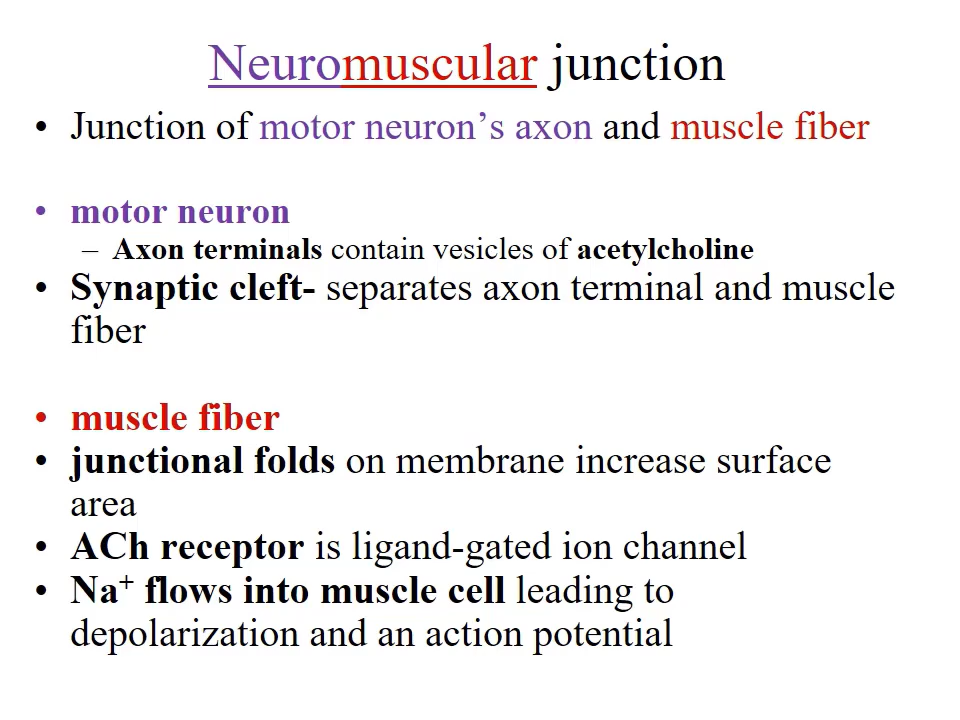 Neuromuscular junction
• Junction of motor neuron’s axon and muscle fiber
• motor neuron
– Axon terminals contain vesicles of acetylcholine
• Synaptic cleft- separates axon terminal and muscle
fiber
• muscle fiber
• junctional folds on membrane increase surface
area
• ACh receptor is ligand-gated ion channel
• Na⁺ flows into muscle cell leading to
depolarization and an action potential